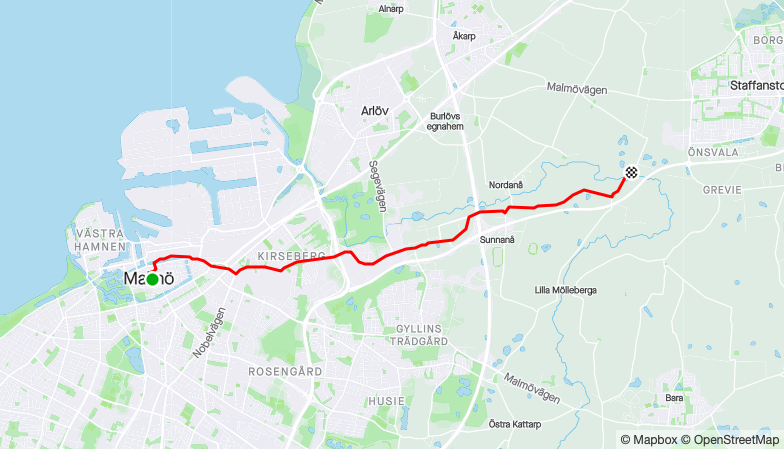 Alnarp
Åkarp
BORG
Malmövägen
Staffansto
Arlöv
Burlövs
egnahem
ÖNSVALA
Segevägen
Nordanå
GREVIE
VÄSTRA
HAMNEN
KIRSEBERG
Sunnanå
Malmö
Lilla Mölleberga
Nobelvägen
GYLLINS
TRÄDGÅRD
ROSENGÅRD
Malmövägen
HUSIE
Bara
Östra Kattarp
© Mapbox © OpenStreetMap